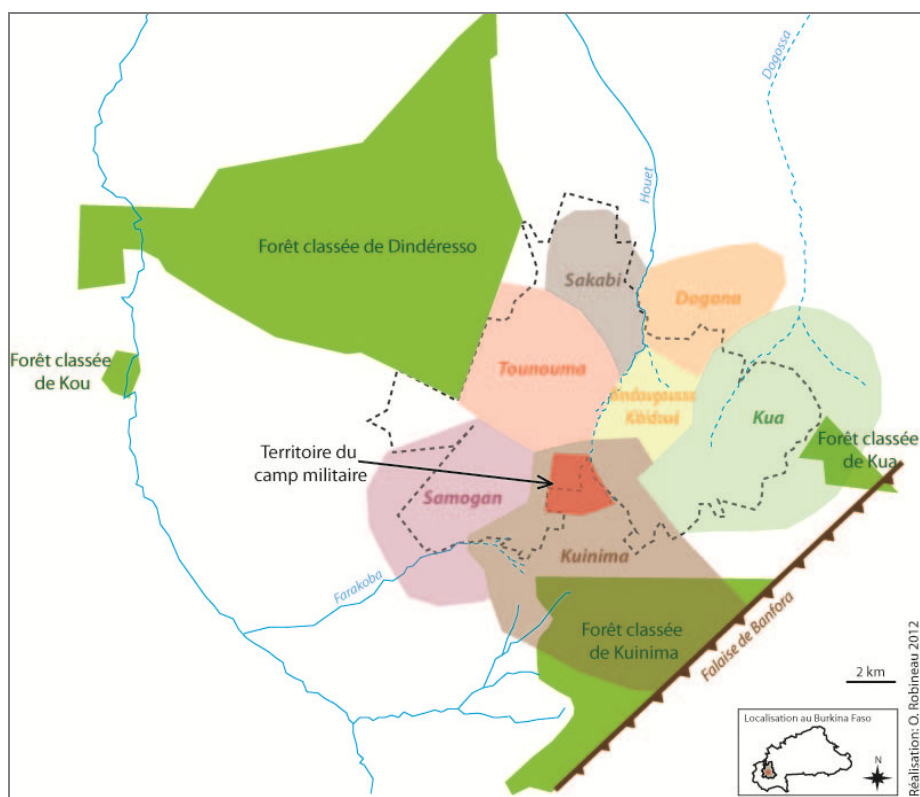 Dogossa
Houet
Forêt classée de Dindéresso
Sakabi
Dogona
Forêt classée
de Kou
Tounouma
Kua
Forêt classée
de Kua
Territoire du
camp militaire
Samogan
Kuinima
Farakoba
Forêt classée
de Kuinima
Falaise de Banfora
2 km
Localisation au Burkina Faso
N
Réalisation: O. Robineau 2012